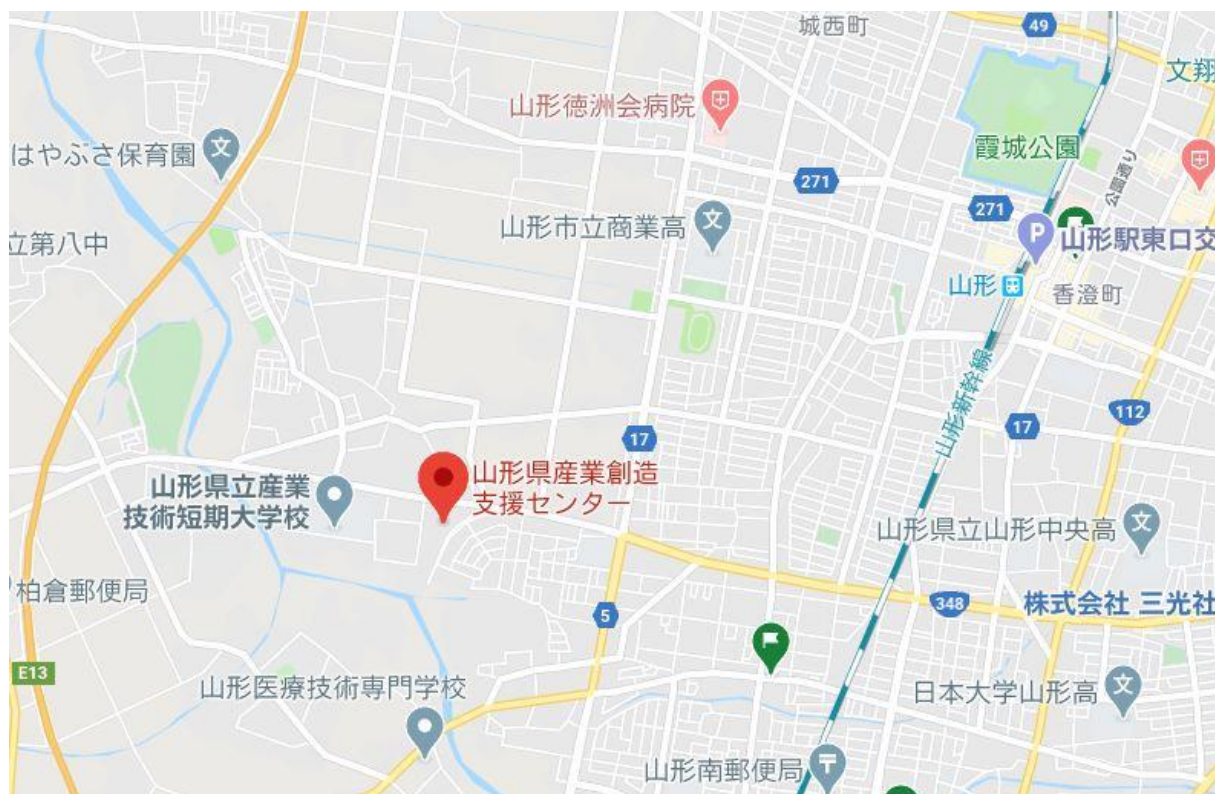 城西町
49
文翔
山形徳洲会病院
霞城公園
はやぶさ保育園
公園通り
271
271
山形市立商業高
立第八中
山形駅東口交
山形
香澄町
山形新幹線
112
17
17
山形県産業創造
支援センター
山形県立産業
技術短期大学校
山形県立山形中央高
柏倉郵便局
348
株式会社 三光社
5
E13
山形医療技術専門学校
日本大学山形高
山形南郵便局